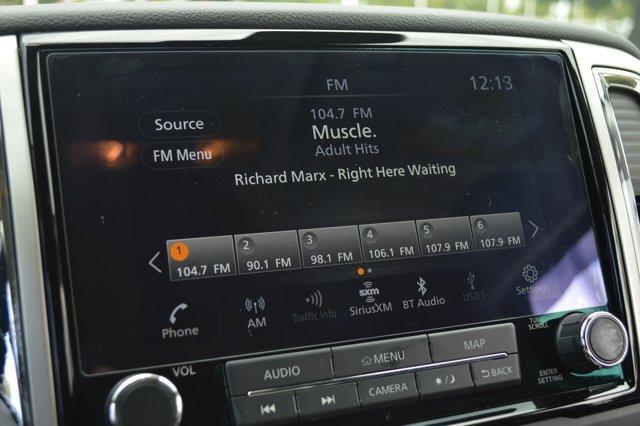 FM
12:13
104.7 FM
Source
Muscle.
Adult Hits
FM Menu
Richard Marx - Right Here Waiting
1 2 3 4 5 6
104.7 FM 90.1 FM 98.1 FM 106.1 FM 107.9 FM 107.9 FM
Phone AM Traffic Info. sxm SiriusXM BT Audio USB1 Settings
TUNE
SCROLL
VOL
AUDIO MENU MAP
CAMERA BACK
ENTER
SETTING